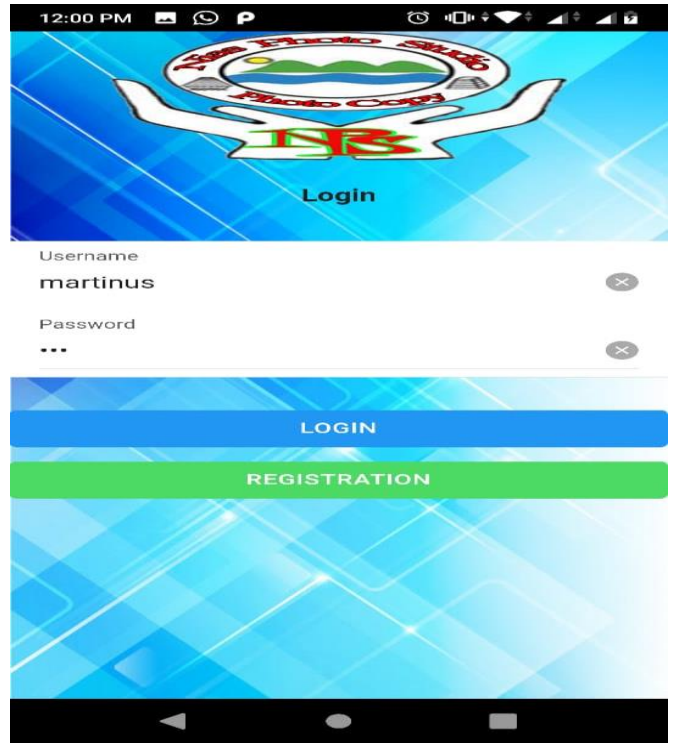 12:00 PM
Photo Studio
Photo Copy
Login
Username
martinus
Password
•••
LOGIN
REGISTRATION